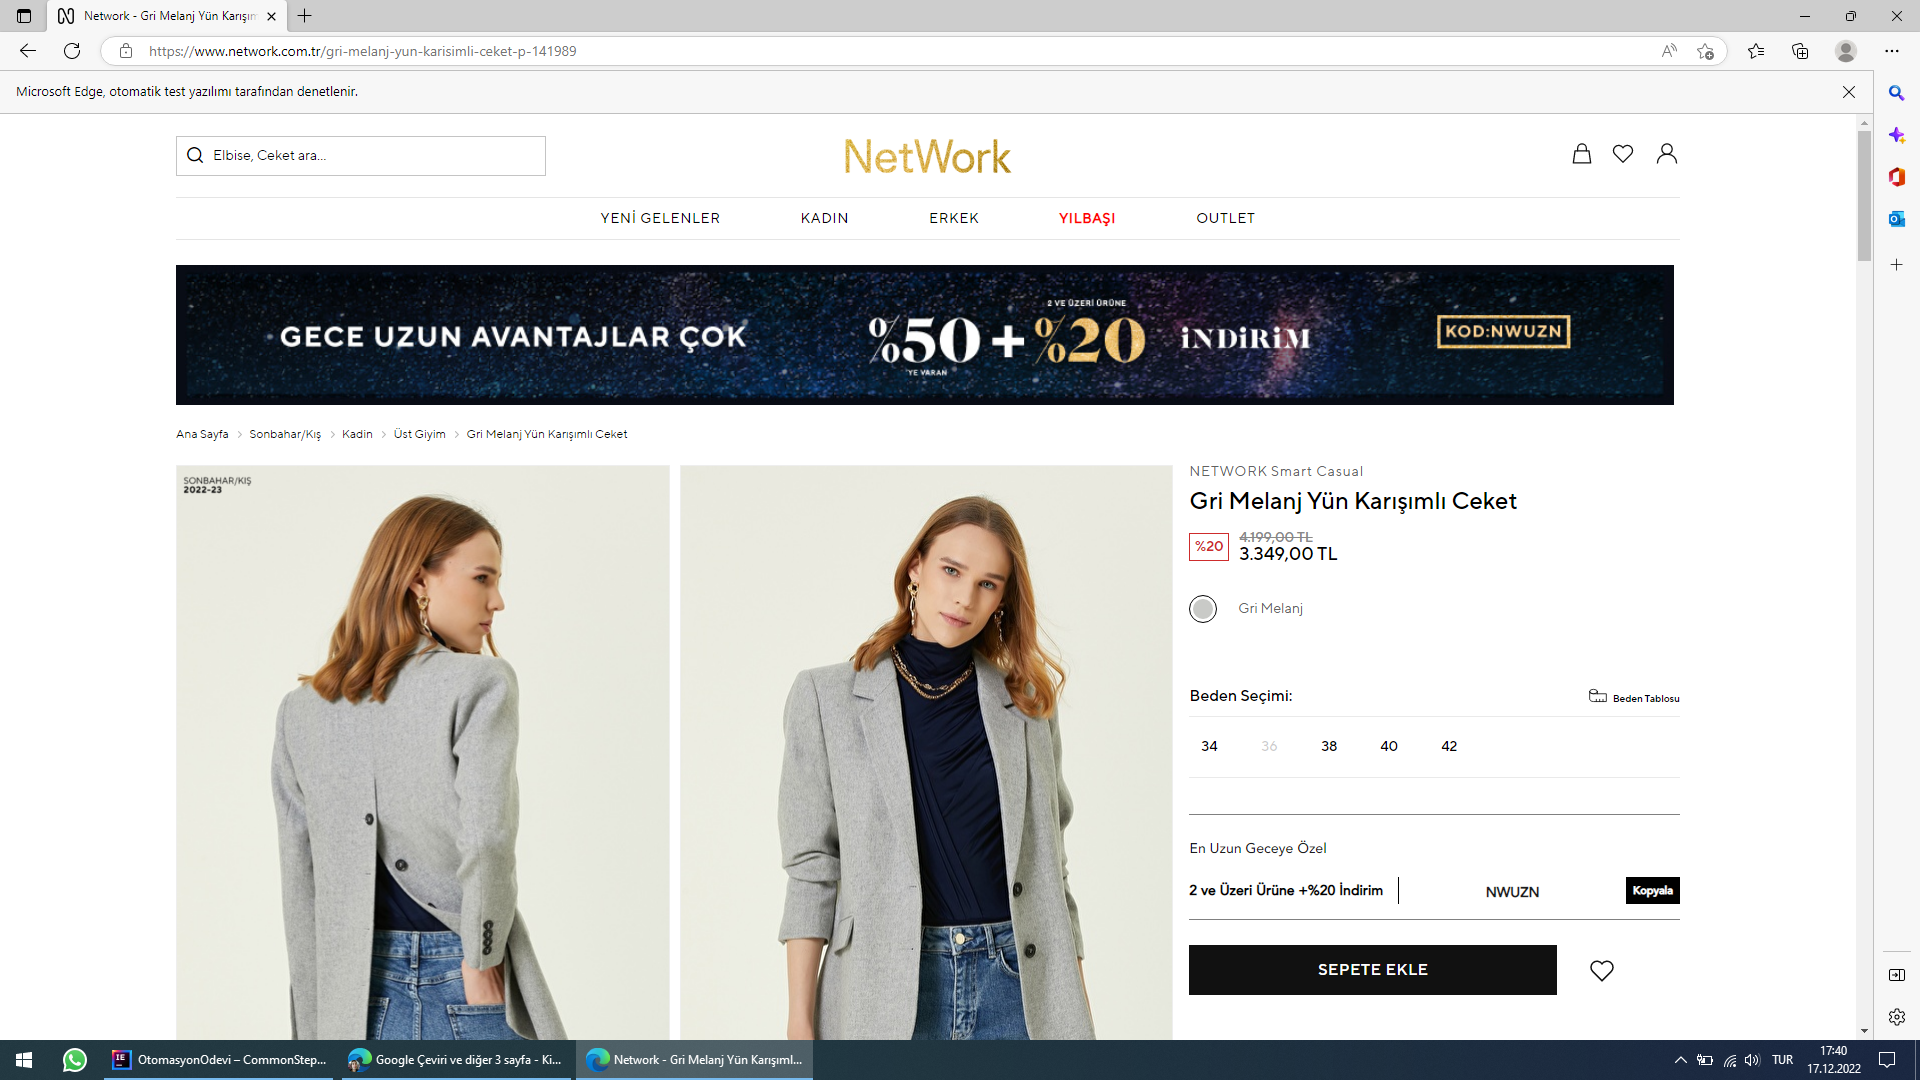 Network - Gri Melanj Yün Karışım
https://www.network.com.tr/gri-melanj-yun-karisimli-ceket-p-141989
Microsoft Edge, otomatik test yazılımı tarafından denetlenir.
Elbise, Ceket ara...
NetWork
YENİ GELENLER
KADIN
ERKEK
YILBAŞI
OUTLET
GECE UZUN AVANTAJLAR ÇOK
2 VE ÜZERİ ÜRÜNE
%50 + %20 İNDİRİM
'YE VARAN
KOD:NWUZN
Ana Sayfa > Sonbahar/Kış > Kadın > Üst Giyim > Gri Melanj Yün Karışımlı Ceket
SONBAHAR/KIŞ
2022-23
NETWORK Smart Casual
Gri Melanj Yün Karışımlı Ceket
%20
4.199,00 TL
3.349,00 TL
Gri Melanj
Beden Seçimi:
Beden Tablosu
34 36 38 40 42
En Uzun Geceye Özel
2 ve Üzeri Ürüne +%20 İndirim
NWUZN
Kopyala
SEPETE EKLE
OtomasyonOdevi – CommonStep...
Google Çeviri ve diğer 3 sayfa - Ki...
Network - Gri Melanj Yün Karışıml...
TUR
17:40
17.12.2022